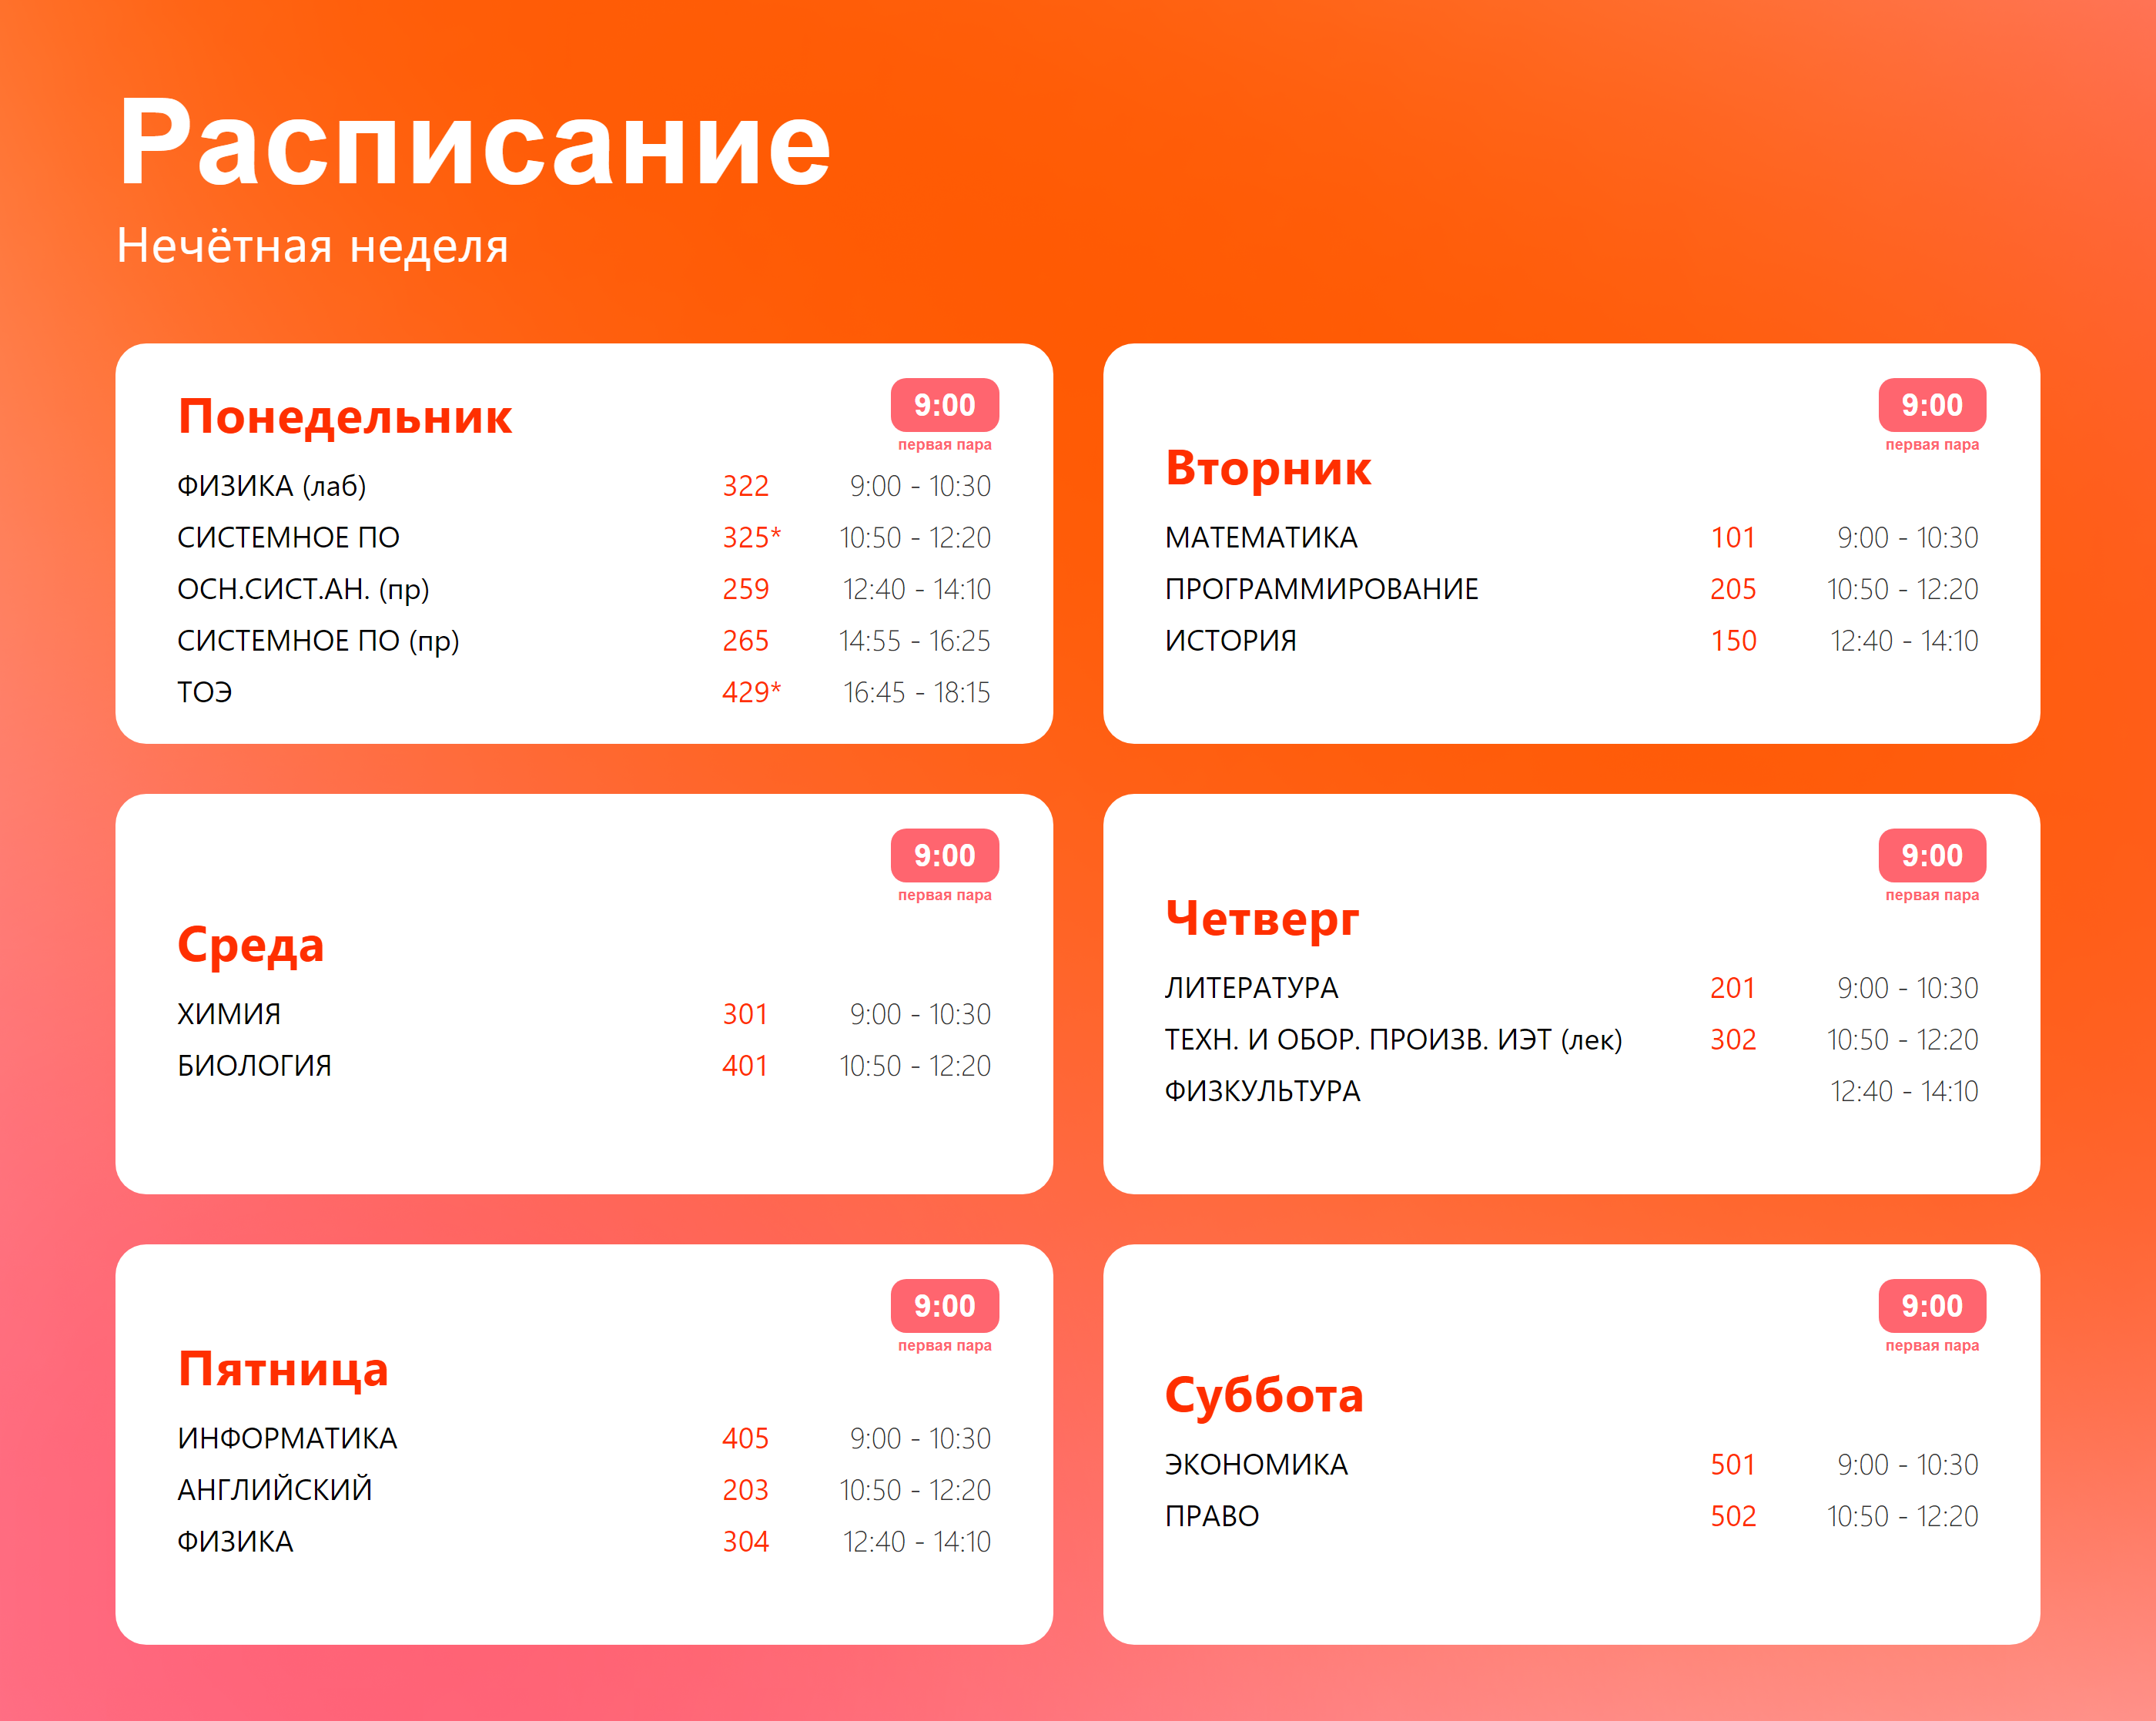 Расписание
Нечётная неделя
Понедельник
9:00
первая пара
ФИЗИКА (лаб) 322 9:00 - 10:30
СИСТЕМНОЕ ПО 325* 10:50 - 12:20
ОСН.СИСТ.АН. (пр) 259 12:40 - 14:10
СИСТЕМНОЕ ПО (пр) 265 14:55 - 16:25
ТОЭ 429* 16:45 - 18:15
9:00
первая пара
Вторник
МАТЕМАТИКА 101 9:00 - 10:30
ПРОГРАММИРОВАНИЕ 205 10:50 - 12:20
ИСТОРИЯ 150 12:40 - 14:10
9:00
первая пара
Среда
ХИМИЯ 301 9:00 - 10:30
БИОЛОГИЯ 401 10:50 - 12:20
9:00
первая пара
Четверг
ЛИТЕРАТУРА 201 9:00 - 10:30
ТЕХН. И ОБОР. ПРОИЗВ. ИЭТ (лек) 302 10:50 - 12:20
ФИЗКУЛЬТУРА 12:40 - 14:10
9:00
первая пара
Пятница
ИНФОРМАТИКА 405 9:00 - 10:30
АНГЛИЙСКИЙ 203 10:50 - 12:20
ФИЗИКА 304 12:40 - 14:10
9:00
первая пара
Суббота
ЭКОНОМИКА 501 9:00 - 10:30
ПРАВО 502 10:50 - 12:20